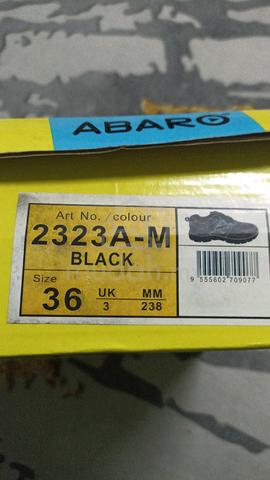 ABARO
Art No. /colour
2323A-M
BLACK
Size
36
UK
3
MM
238
9 555802 709077